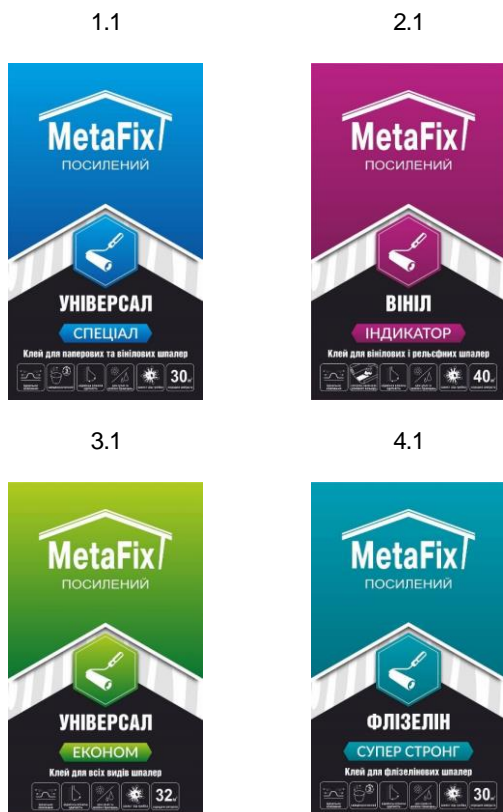 1.1
2.1
MetaFix
ПОСИЛЕНИЙ
УНІВЕРСАЛ
СПЕЦІАЛ
Клей для паперових та вінілових шпалер
30
MetaFix
ПОСИЛЕНИЙ
ВІНІЛ
ІНДИКАТОР
Клей для вінілових і рельєфних шпалер
40
3.1
4.1
MetaFix
ПОСИЛЕНИЙ
УНІВЕРСАЛ
ЕКОНОМ
Клей для всіх видів шпалер
32
MetaFix
ПОСИЛЕНИЙ
ФЛІЗЕЛІН
СУПЕР СТРОНГ
Клей для флізелінових шпалер
30